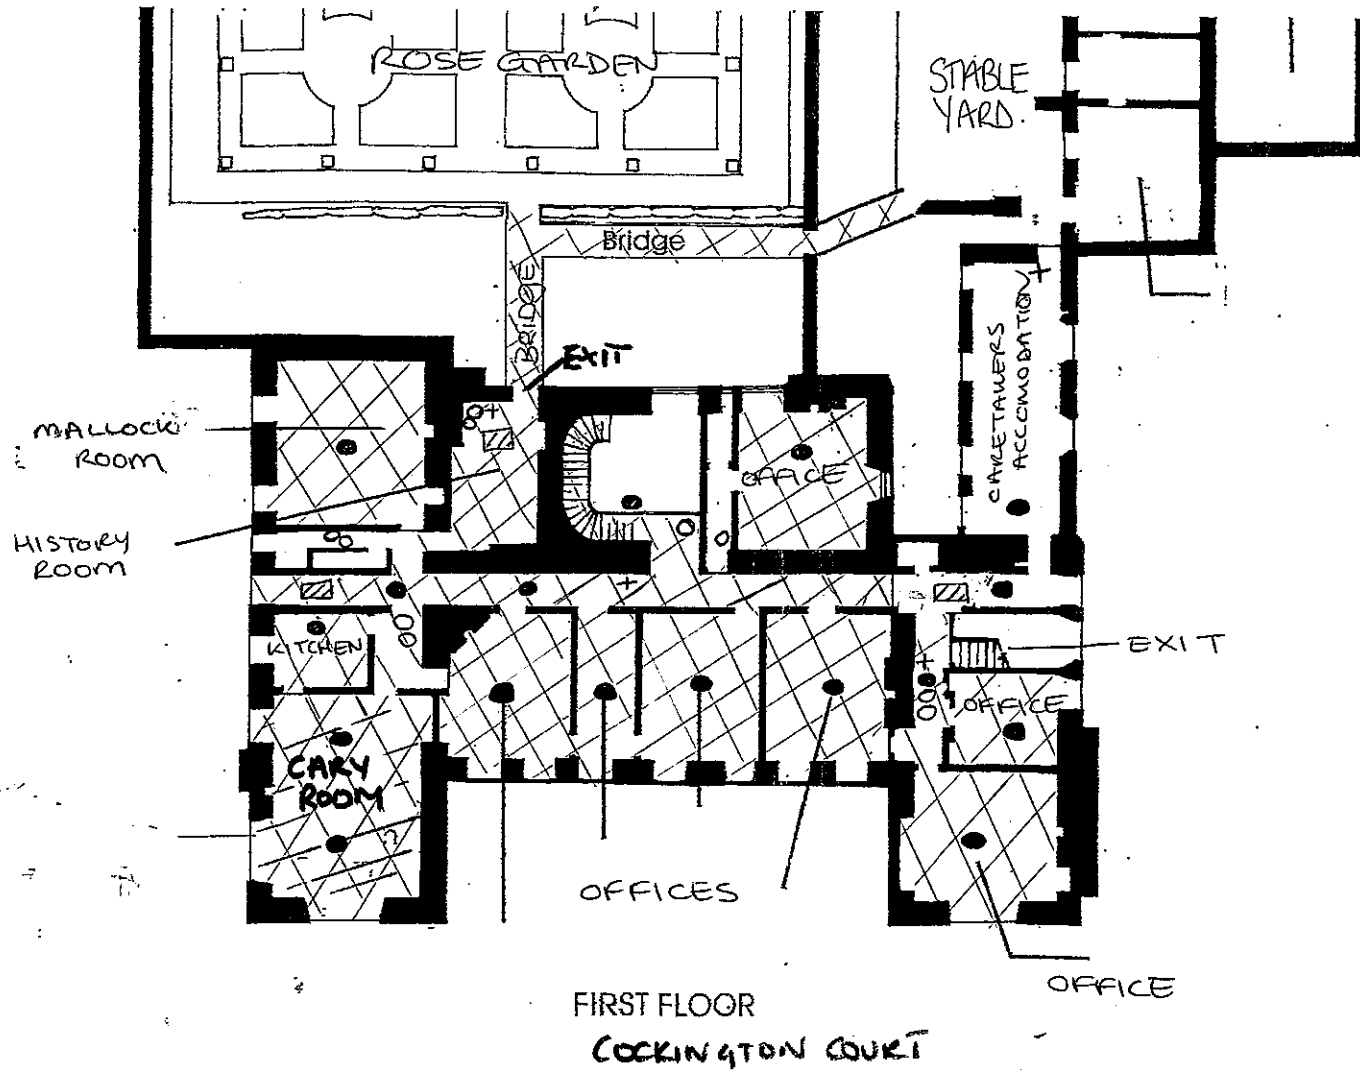 ROSE GARDEN
STABLE
YARD.
Bridge
BRIDGE
EXIT
CARETAKERS
ACCOMODATION
MALLOCK
ROOM
OFFICE
HISTORY
ROOM
KITCHEN
EXIT
OFFICE
CARY
ROOM
OFFICES
OFFICE
FIRST FLOOR
COCKINGTON COURT